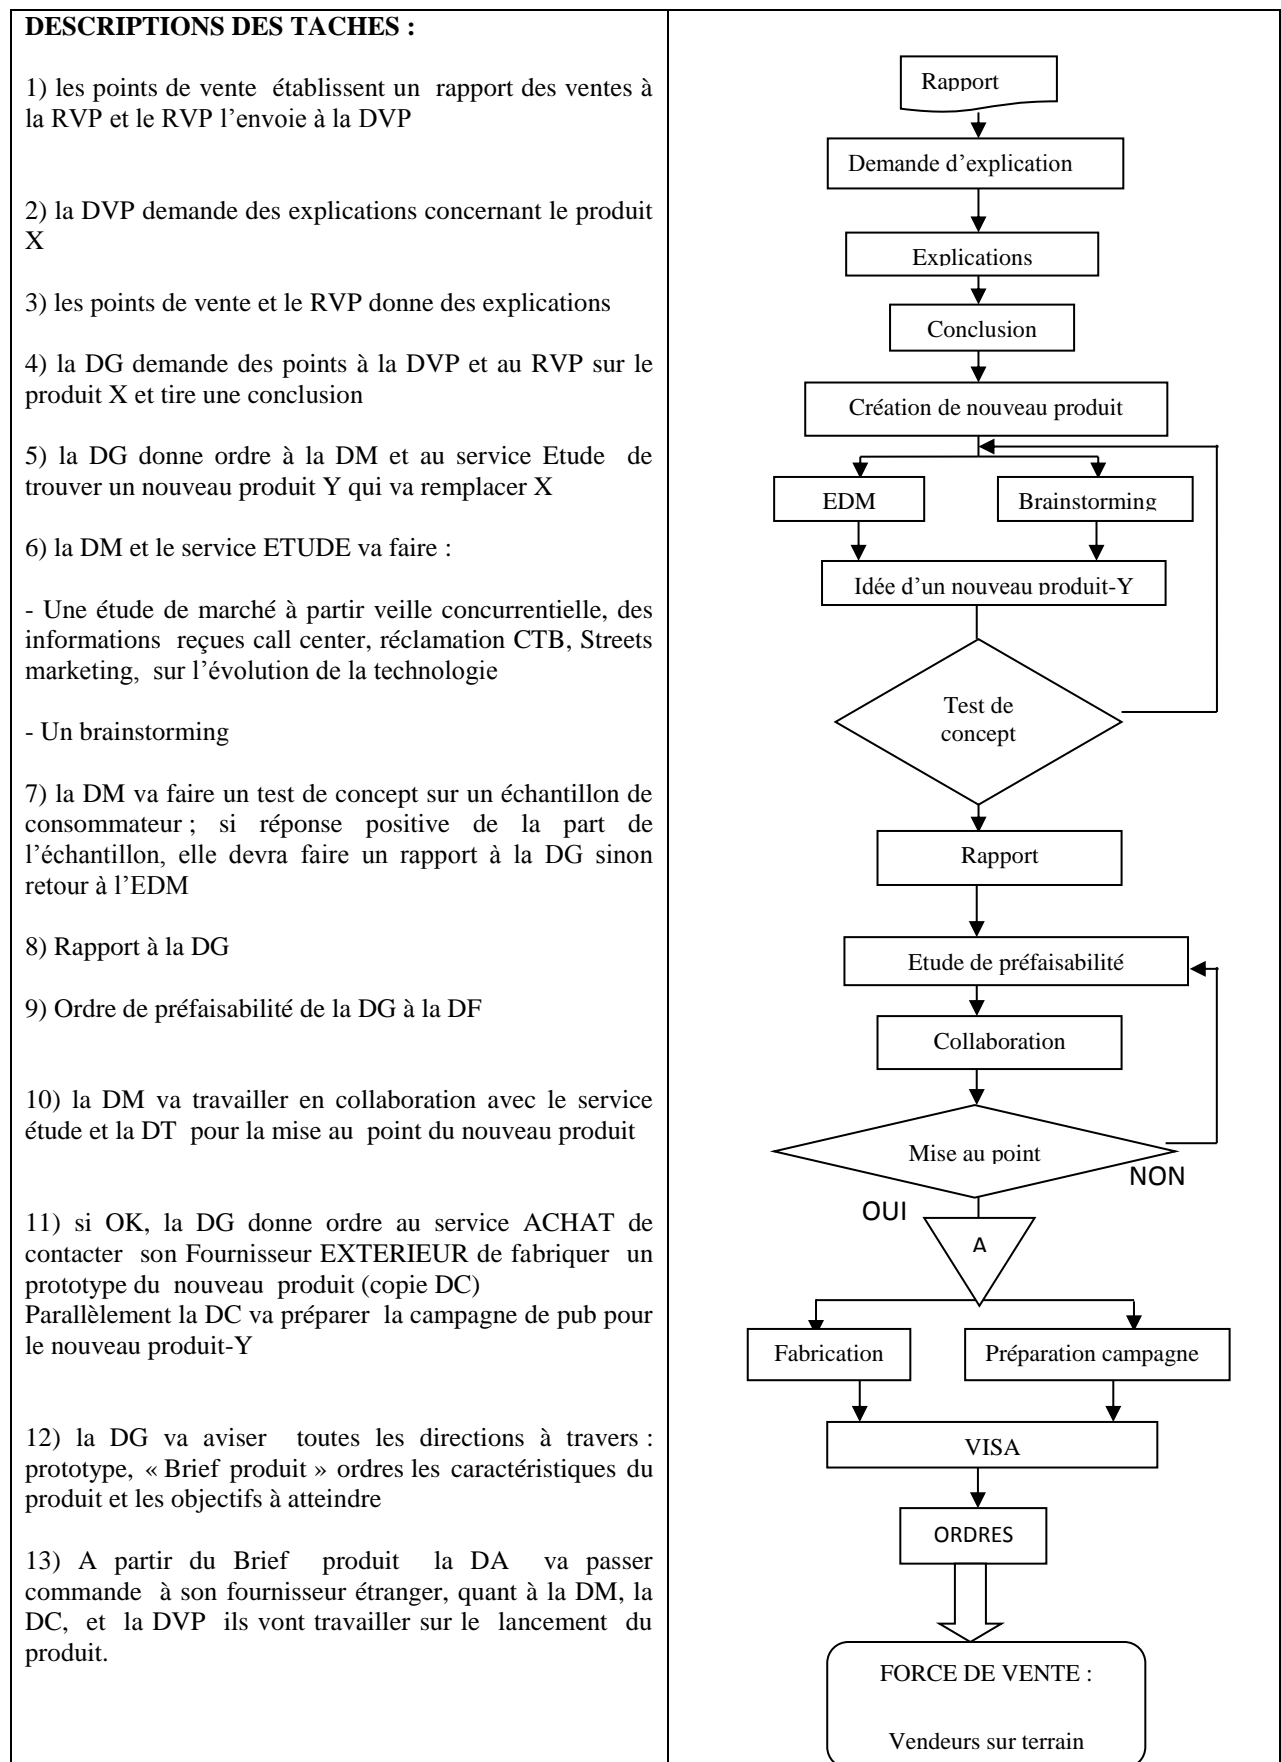 DESCRIPTIONS DES TACHES :
1) les points de vente établissent un rapport des ventes à
la RVP et le RVP l’envoie à la DVP
2) la DVP demande des explications concernant le produit
X
3) les points de vente et le RVP donne des explications
4) la DG demande des points à la DVP et au RVP sur le
produit X et tire une conclusion
5) la DG donne ordre à la DM et au service Etude de
trouver un nouveau produit Y qui va remplacer X
6) la DM et le service ETUDE va faire :
- Une étude de marché à partir veille concurrentielle, des
informations reçues call center, réclamation CTB, Streets
marketing, sur l’évolution de la technologie
- Un brainstorming
7) la DM va faire un test de concept sur un échantillon de
consommateur ; si réponse positive de la part de
l’échantillon, elle devra faire un rapport à la DG sinon
retour à l’EDM
8) Rapport à la DG
9) Ordre de préfaisabilité de la DG à la DF
10) la DM va travailler en collaboration avec le service
étude et la DT pour la mise au point du nouveau produit
11) si OK, la DG donne ordre au service ACHAT de
contacter son Fournisseur EXTERIEUR de fabriquer un
prototype du nouveau produit (copie DC)
Parallèlement la DC va préparer la campagne de pub pour
le nouveau produit-Y
12) la DG va aviser toutes les directions à travers :
prototype, « Brief produit » ordres les caractéristiques du
produit et les objectifs à atteindre
13) A partir du Brief produit la DA va passer
commande à son fournisseur étranger, quant à la DM, la
DC, et la DVP ils vont travailler sur le lancement du
produit.
Rapport
Demande d’explication
Explications
Conclusion
Création de nouveau produit
EDM
Brainstorming
Idée d’un nouveau produit-Y
Test de
concept
Rapport
Etude de préfaisabilité
Collaboration
Mise au point
NON
OUI
A
Fabrication
Préparation campagne
VISA
ORDRES
FORCE DE VENTE :
Vendeurs sur terrain